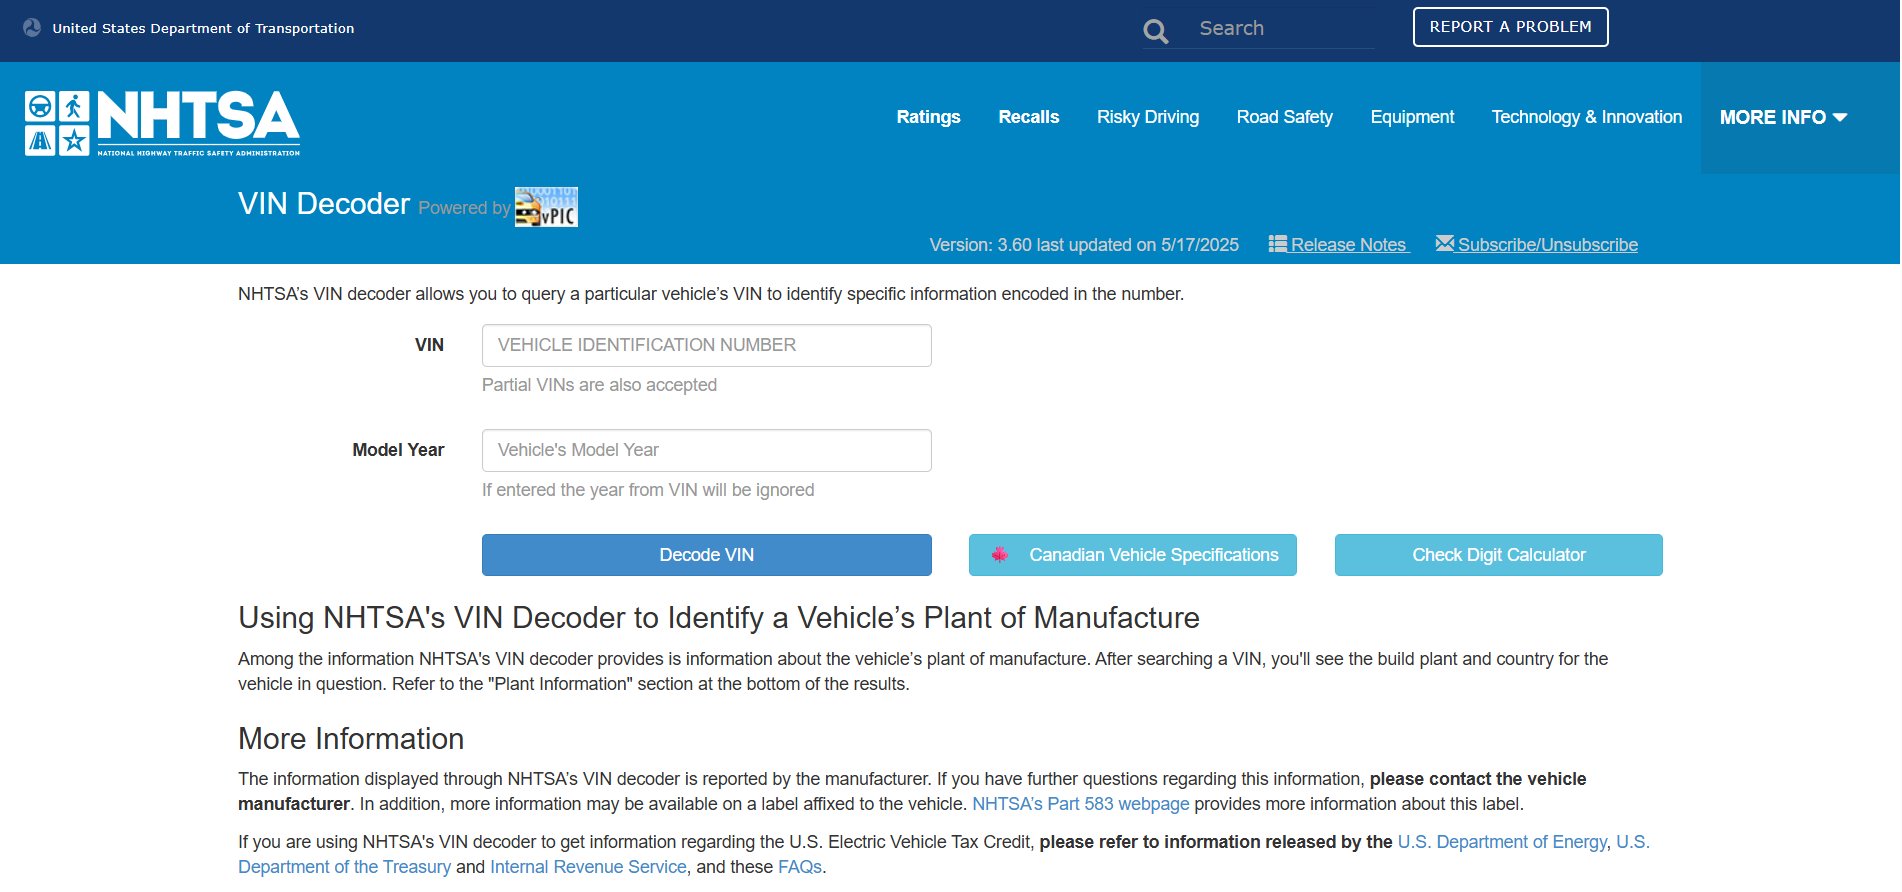 United States Department of Transportation
Search
REPORT A PROBLEM
NHTSA
NATIONAL HIGHWAY TRAFFIC SAFETY ADMINISTRATION
Ratings
Recalls
Risky Driving
Road Safety
Equipment
Technology & Innovation
MORE INFO
VIN Decoder Powered by
vPIC
Version: 3.60 last updated on 5/17/2025
Release Notes
Subscribe/Unsubscribe
NHTSA’s VIN decoder allows you to query a particular vehicle’s VIN to identify specific information encoded in the number.
VIN
VEHICLE IDENTIFICATION NUMBER
Partial VINs are also accepted
Model Year
Vehicle's Model Year
If entered the year from VIN will be ignored
Decode VIN
Canadian Vehicle Specifications
Check Digit Calculator
Using NHTSA's VIN Decoder to Identify a Vehicle’s Plant of Manufacture
Among the information NHTSA's VIN decoder provides is information about the vehicle’s plant of manufacture. After searching a VIN, you'll see the build plant and country for the
vehicle in question. Refer to the "Plant Information" section at the bottom of the results.
More Information
The information displayed through NHTSA’s VIN decoder is reported by the manufacturer. If you have further questions regarding this information, please contact the vehicle
manufacturer. In addition, more information may be available on a label affixed to the vehicle. NHTSA’s Part 583 webpage provides more information about this label.
If you are using NHTSA's VIN decoder to get information regarding the U.S. Electric Vehicle Tax Credit, please refer to information released by the U.S. Department of Energy, U.S.
Department of the Treasury and Internal Revenue Service, and these FAQs.